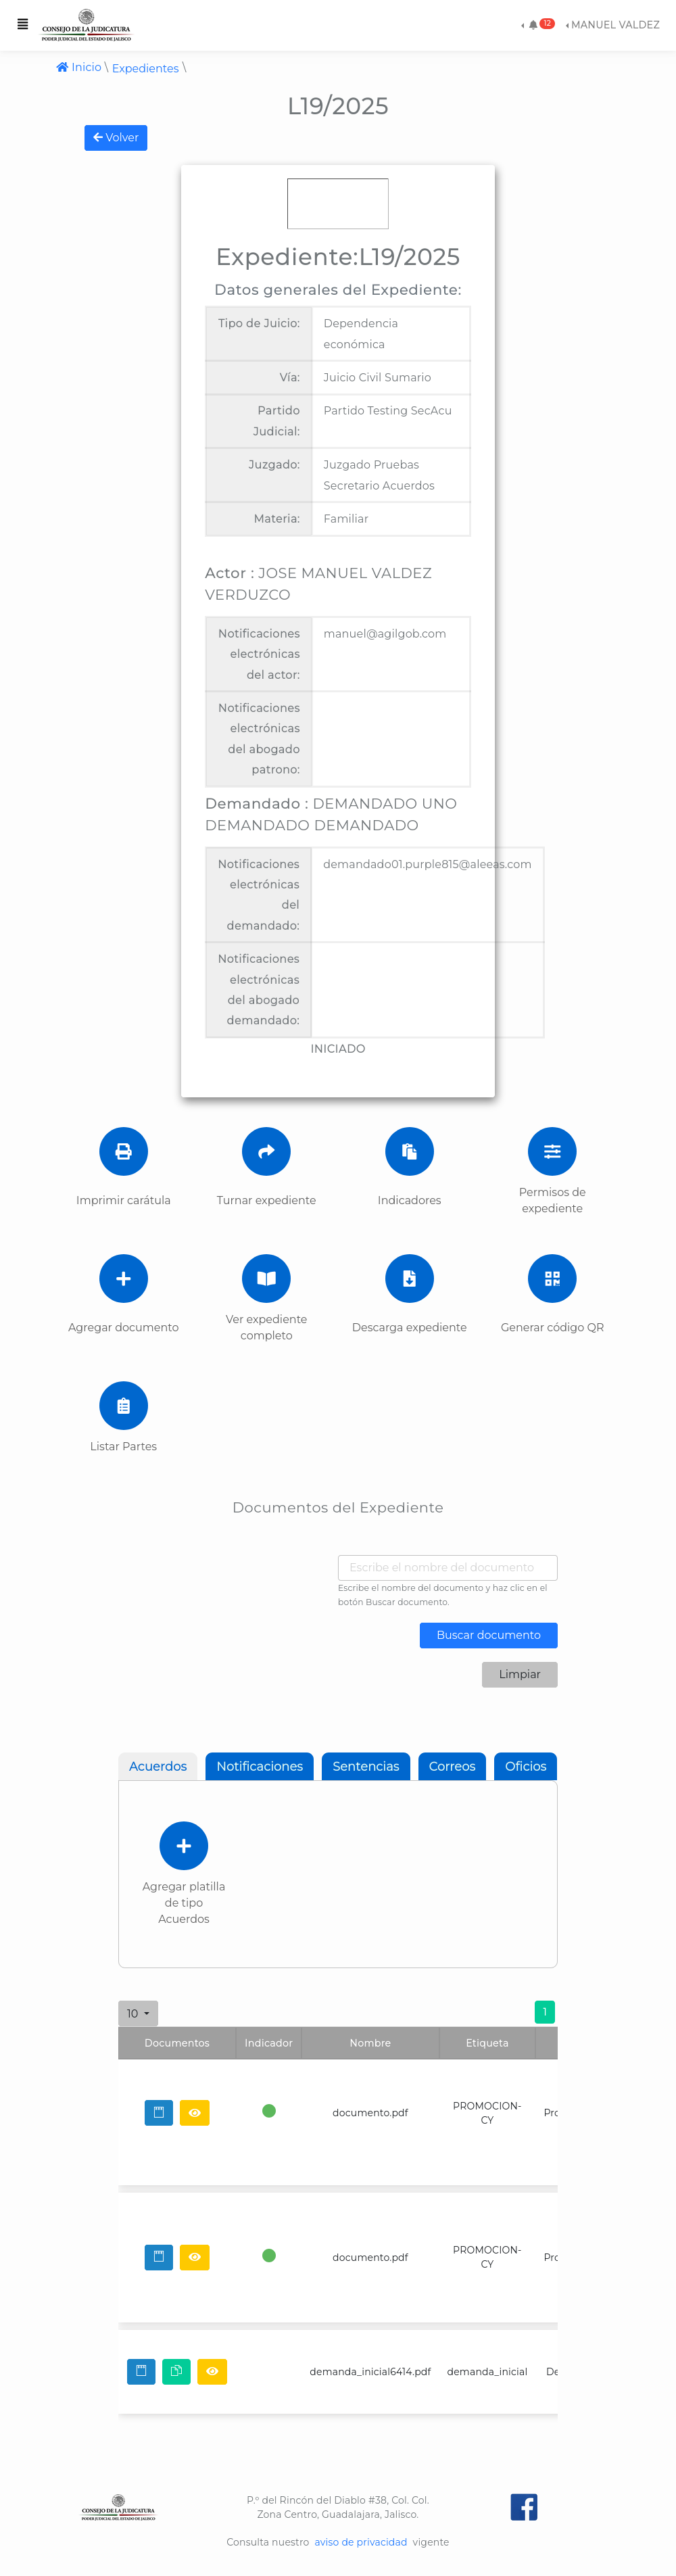 CONSEJO DE LA JUDICATURA
PODER JUDICIAL DEL ESTADO DE JALISCO
12
MANUEL VALDEZ
Inicio \ Expedientes \
L19/2025
Volver
Expediente:L19/2025
Datos generales del Expediente:
Tipo de Juicio:
Dependencia
económica
Vía:
Juicio Civil Sumario
Partido
Judicial:
Partido Testing SecAcu
Juzgado:
Juzgado Pruebas
Secretario Acuerdos
Materia:
Familiar
Actor : JOSE MANUEL VALDEZ
VERDUZCO
Notificaciones
electrónicas
del actor:
manuel@agilgob.com
Notificaciones
electrónicas
del abogado
patrono:
Demandado : DEMANDADO UNO
DEMANDADO DEMANDADO
Notificaciones
electrónicas
del
demandado:
demandado01.purple815@aleeas.com
Notificaciones
electrónicas
del abogado
demandado:
INICIADO
Imprimir carátula
Turnar expediente
Indicadores
Permisos de
expediente
Agregar documento
Ver expediente
completo
Descarga expediente
Generar código QR
Listar Partes
Documentos del Expediente
Escribe el nombre del documento
Escribe el nombre del documento y haz clic en el
botón Buscar documento.
Buscar documento
Limpiar
Acuerdos
Notificaciones
Sentencias
Correos
Oficios
Agregar platilla
de tipo
Acuerdos
10
1
Documentos Indicador Nombre Etiqueta
documento.pdf
PROMOCION-
CY
Pro
documento.pdf
PROMOCION-
CY
Pro
demanda_inicial6414.pdf
demanda_inicial
De
CONSEJO DE LA JUDICATURA
PODER JUDICIAL DEL ESTADO DE JALISCO
P.º del Rincón del Diablo #38, Col. Col.
Zona Centro, Guadalajara, Jalisco.
Consulta nuestro aviso de privacidad vigente